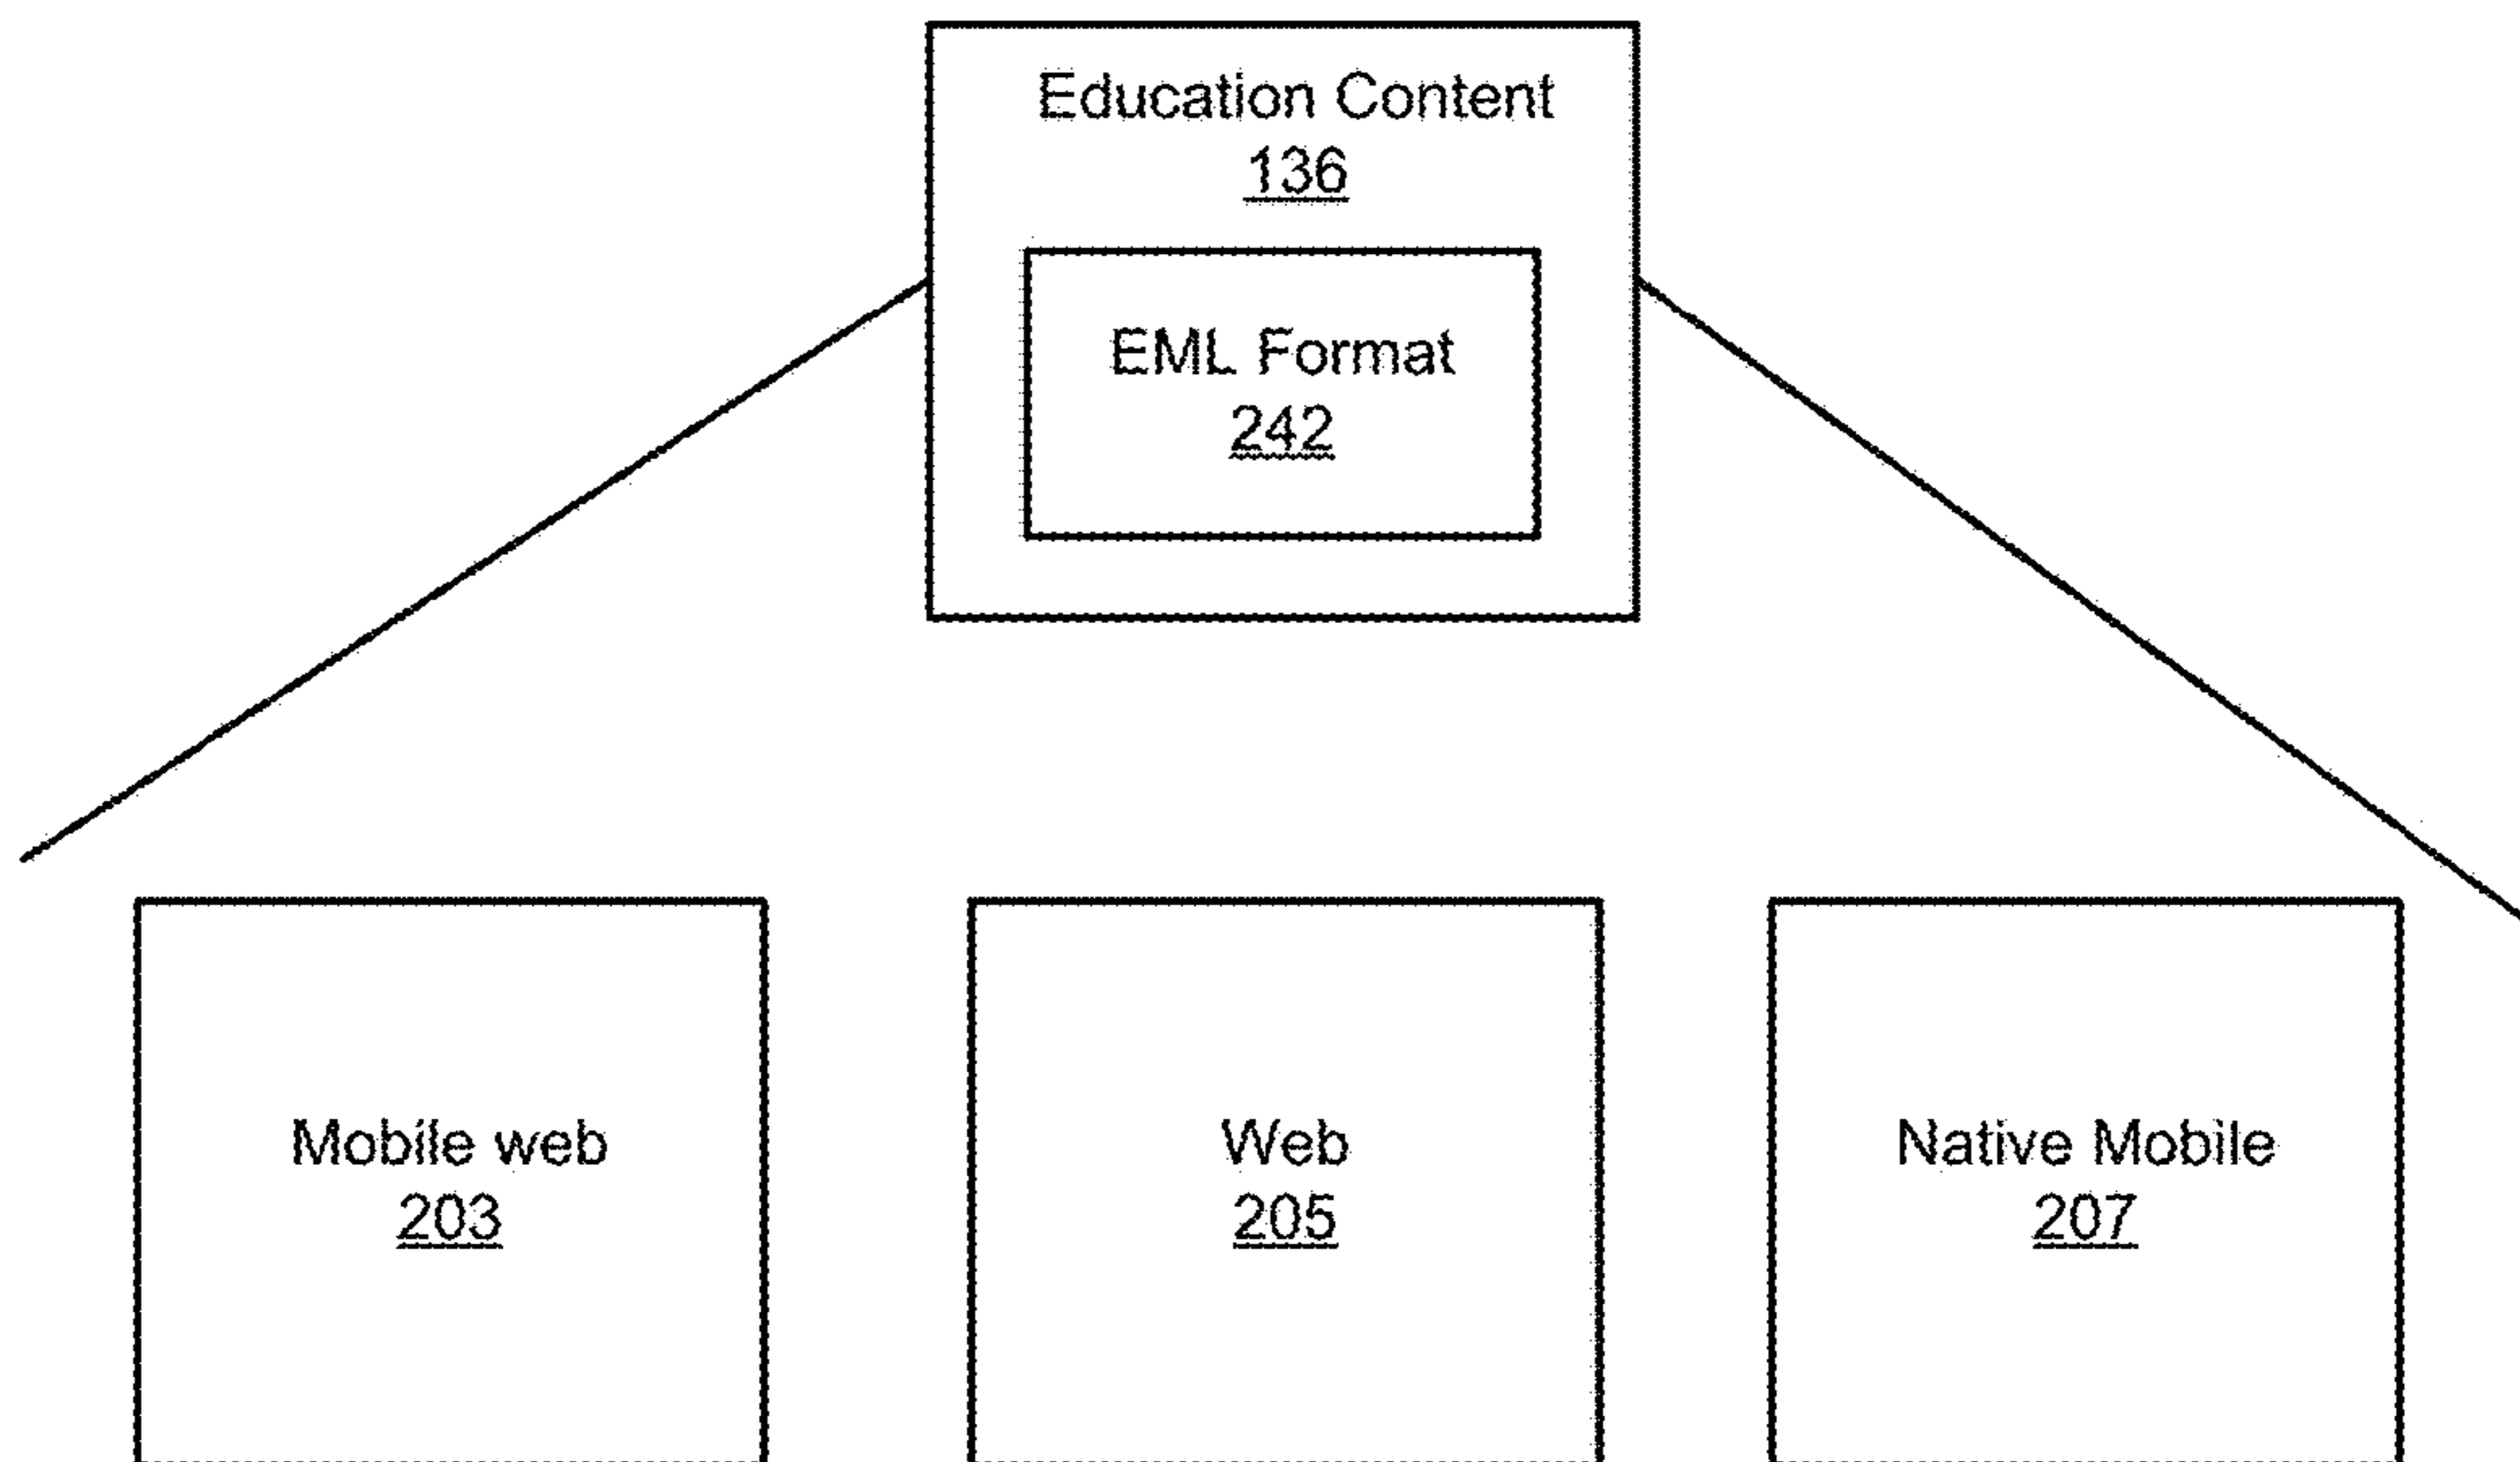 Education Content
136
EML Format
242
Mobile web
203
Web
205
Native Mobile
207